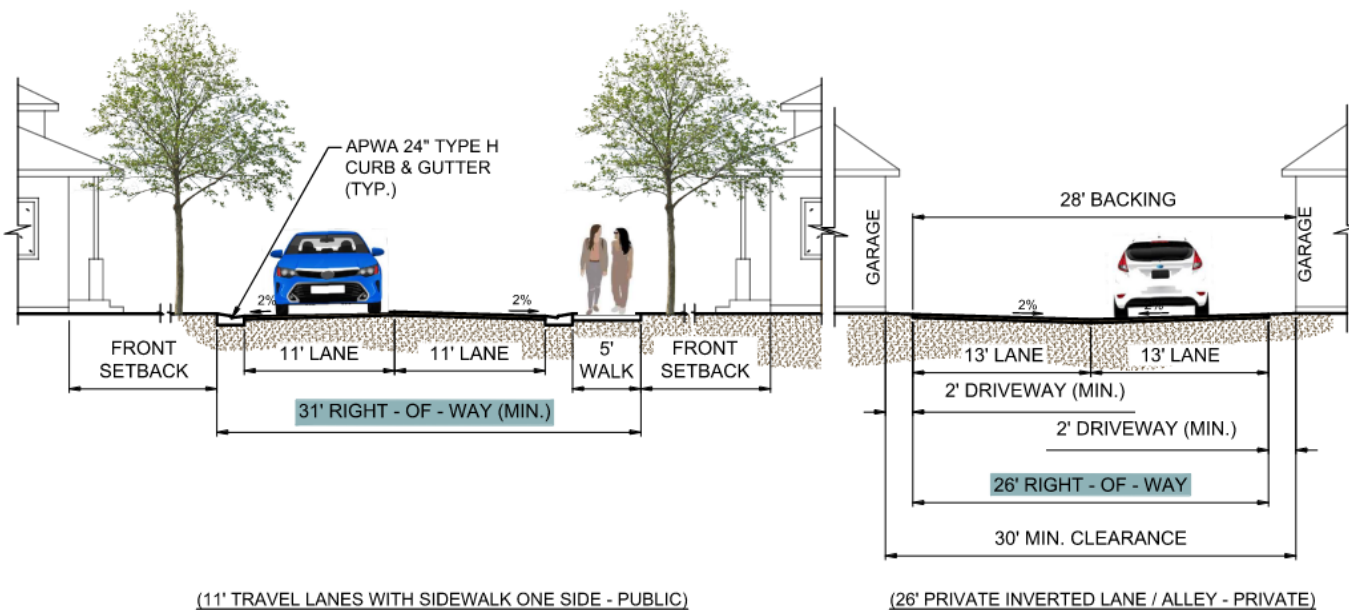 APWA 24" TYPE H
CURB & GUTTER
(TYP.)
2%
2%
FRONT
SETBACK
11' LANE
11' LANE
5'
WALK
FRONT
SETBACK
31' RIGHT - OF - WAY (MIN.)
(11' TRAVEL LANES WITH SIDEWALK ONE SIDE - PUBLIC)
28' BACKING
GARAGE
GARAGE
2%
2%
13' LANE
13' LANE
2' DRIVEWAY (MIN.)
2' DRIVEWAY (MIN.)
26' RIGHT - OF - WAY
30' MIN. CLEARANCE
(26' PRIVATE INVERTED LANE / ALLEY - PRIVATE)